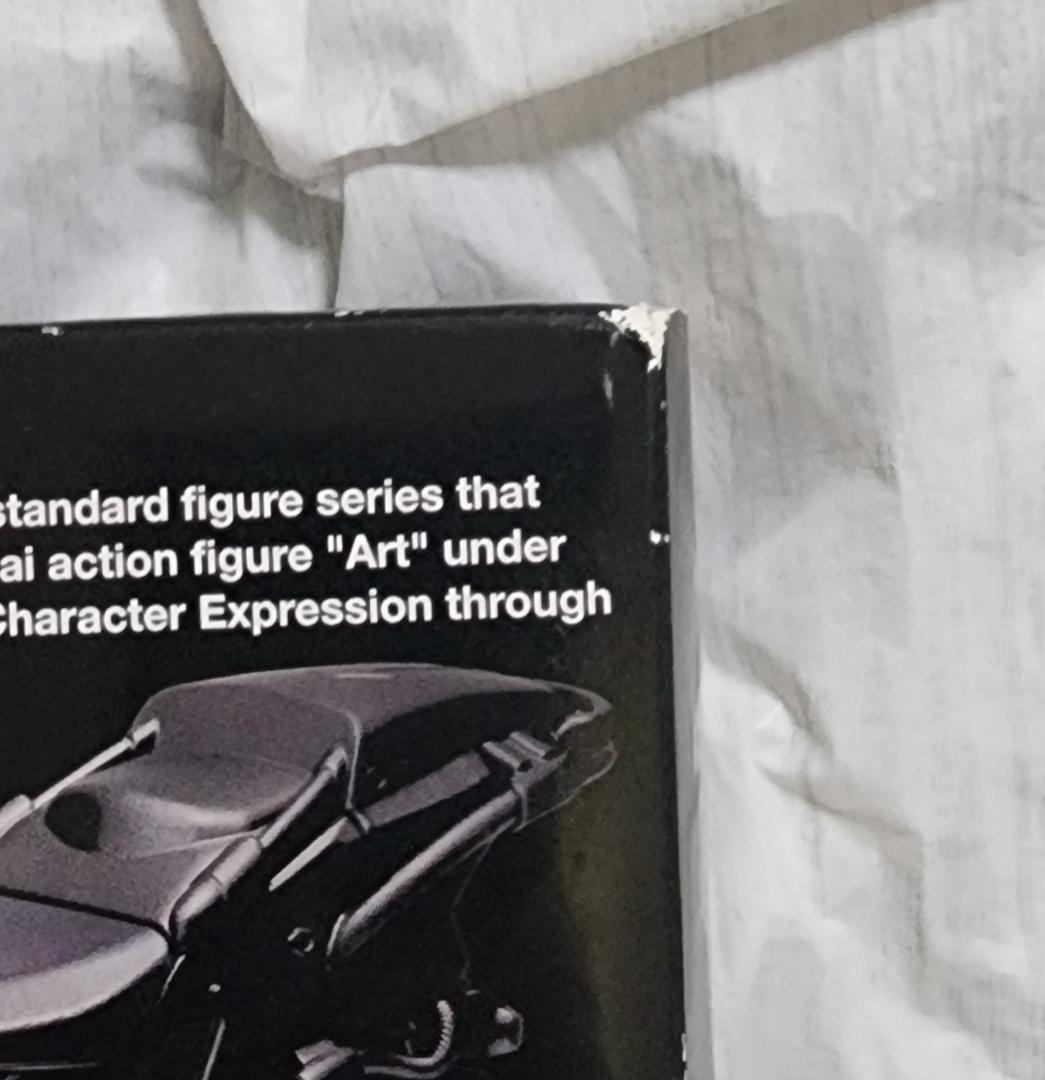 standard figure series that
ai action figure "Art" under
Character Expression through